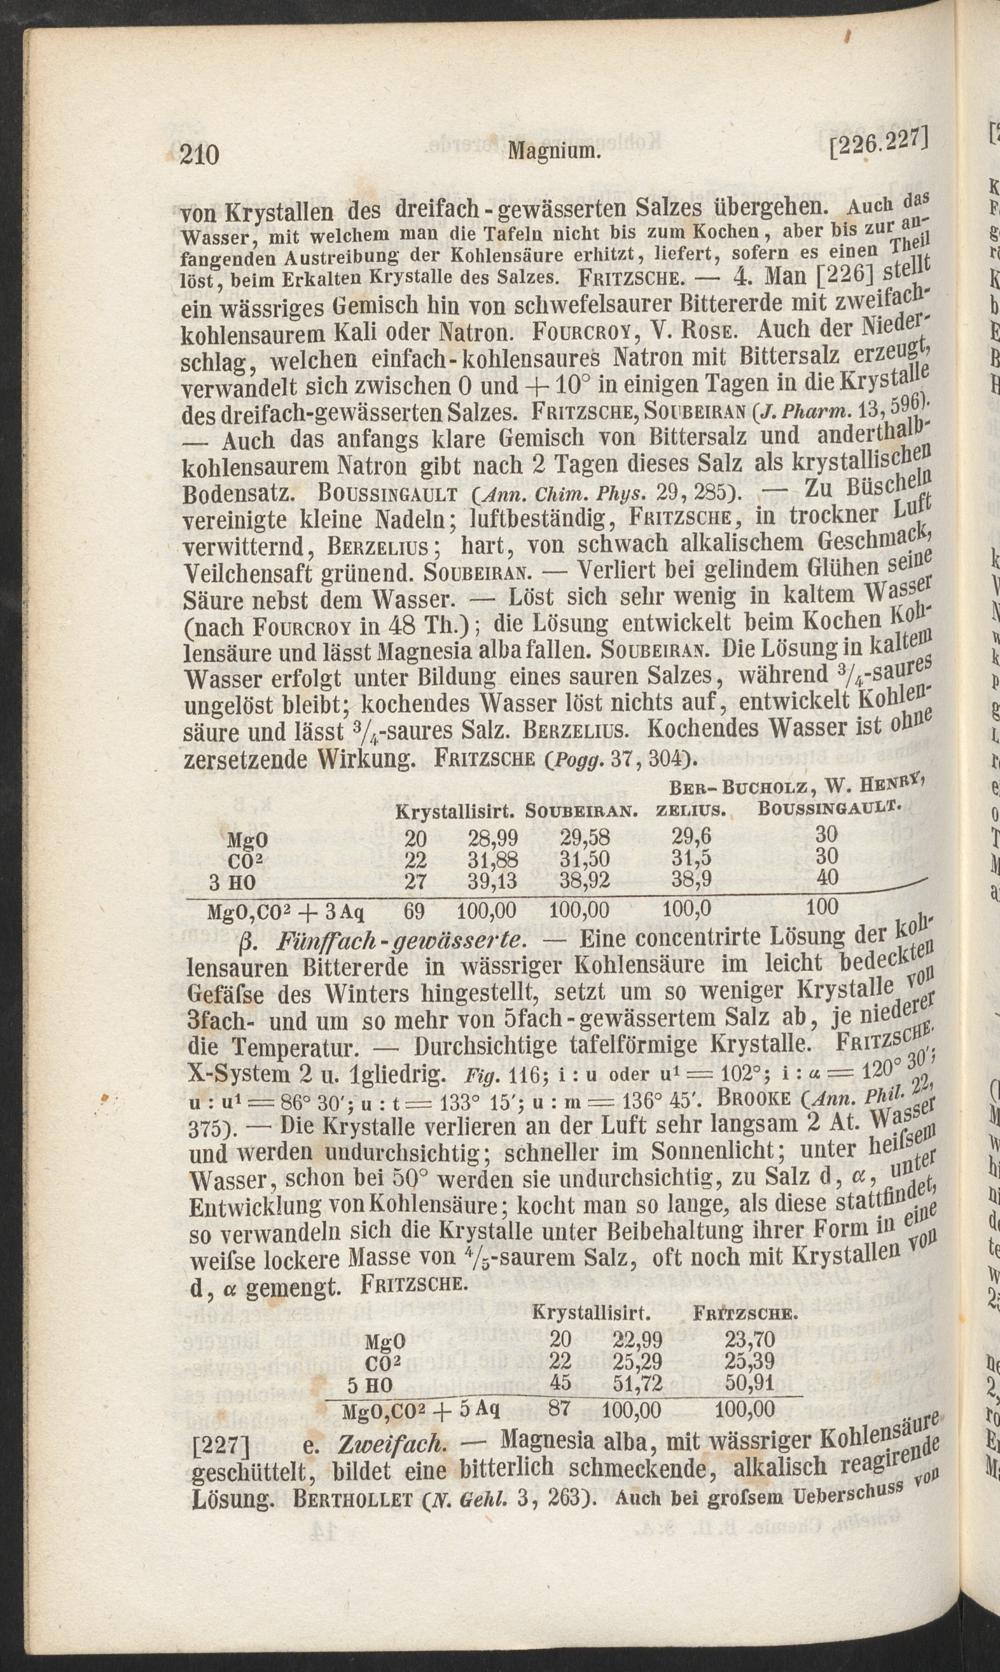 210 Magnium. [226.227]
von Krystallen des dreifach-gewässerten Salzes übergehen. Auch das
Wasser, mit welchem man die Tafeln nicht bis zum Kochen, aber bis zur an-
fangenden Austreibung der Kohlensäure erhitzt, liefert, sofern es einen Theil
löst, beim Erkalten Krystalle des Salzes. FRITZSCHE. — 4. Man [226] stellt
ein wässriges Gemisch hin von schwefelsaurer Bittererde mit zweifach-
kohlensaurem Kali oder Natron. FOURCROY, V. ROSE. Auch der Nieder-
schlag, welchen einfach-kohlensaures Natron mit Bittersalz erzeugt,
verwandelt sich zwischen 0 und + 10° in einigen Tagen in die Krystalle
des dreifach-gewässerten Salzes. FRITZSCHE, SOUBEIRAN (J. Pharm. 13, 596).
— Auch das anfangs klare Gemisch von Bittersalz und anderthalb-
kohlensaurem Natron gibt nach 2 Tagen dieses Salz als krystallischen
Bodensatz. BOUSSINGAULT (Ann. Chim. Phys. 29, 285). — Zu Büscheln
vereinigte kleine Nadeln; luftbeständig, FRITZSCHE, in trockner Luft
verwitternd, BERZELIUS; hart, von schwach alkalischem Geschmack,
Veilchensaft grünend. SOUBEIRAN. — Verliert bei gelindem Glühen seine
Säure nebst dem Wasser. — Löst sich sehr wenig in kaltem Wasser
(nach FOURCROY in 48 Th.); die Lösung entwickelt beim Kochen Koh-
lensäure und lässt Magnesia alba fallen. SOUBEIRAN. Die Lösung in kaltem
Wasser erfolgt unter Bildung eines sauren Salzes, während 3/4-saures
ungelöst bleibt; kochendes Wasser löst nichts auf, entwickelt Kohlen-
säure und lässt 3/4-saures Salz. BERZELIUS. Kochendes Wasser ist ohne
zersetzende Wirkung. FRITZSCHE (Pogg. 37, 304).
BER- BUCHOLZ, W. HENRY,
Krystallisirt. SOUBEIRAN. ZELIUS. BOUSSINGAULT.
MgO 20 28,99 29,58 29,6 30
CO² 22 31,88 31,50 31,5 30
3 HO 27 39,13 38,92 38,9 40
MgO,CO² + 3 Aq 69 100,00 100,00 100,0 100
β. Fünffach-gewässerte. — Eine concentrirte Lösung der koh-
lensauren Bittererde in wässriger Kohlensäure im leicht bedeckten
Gefäſse des Winters hingestellt, setzt um so weniger Krystalle von
3fach- und um so mehr von 5fach-gewässertem Salz ab, je niederer
die Temperatur. — Durchsichtige tafelförmige Krystalle. FRITZSCHE.
X-System 2 u. 1gliedrig. Fig. 116; i : u oder u¹ = 102°; i : α = 120° 30′;
u : u¹ = 86° 30′; u : t = 133° 15′; u : m = 136° 45′. BROOKE (Ann. Phil. 22,
375). — Die Krystalle verlieren an der Luft sehr langsam 2 At. Wasser
und werden undurchsichtig; schneller im Sonnenlicht; unter heiſsem
Wasser, schon bei 50° werden sie undurchsichtig, zu Salz d, α, unter
Entwicklung von Kohlensäure; kocht man so lange, als diese stattfindet,
so verwandeln sich die Krystalle unter Beibehaltung ihrer Form in eine
weiſse lockere Masse von 4/5-saurem Salz, oft noch mit Krystallen von
d, α gemengt. FRITZSCHE.
Krystallisirt. FRITZSCHE.
MgO 20 22,99 23,70
CO² 22 25,29 25,39
5 HO 45 51,72 50,91
MgO,CO² + 5 Aq 87 100,00 100,00
[227] e. Zweifach. — Magnesia alba, mit wässriger Kohlensäure
geschüttelt, bildet eine bitterlich schmeckende, alkalisch reagirende
Lösung. BERTHOLLET (N. Gehl. 3, 263). Auch bei groſsem Ueberschuss von